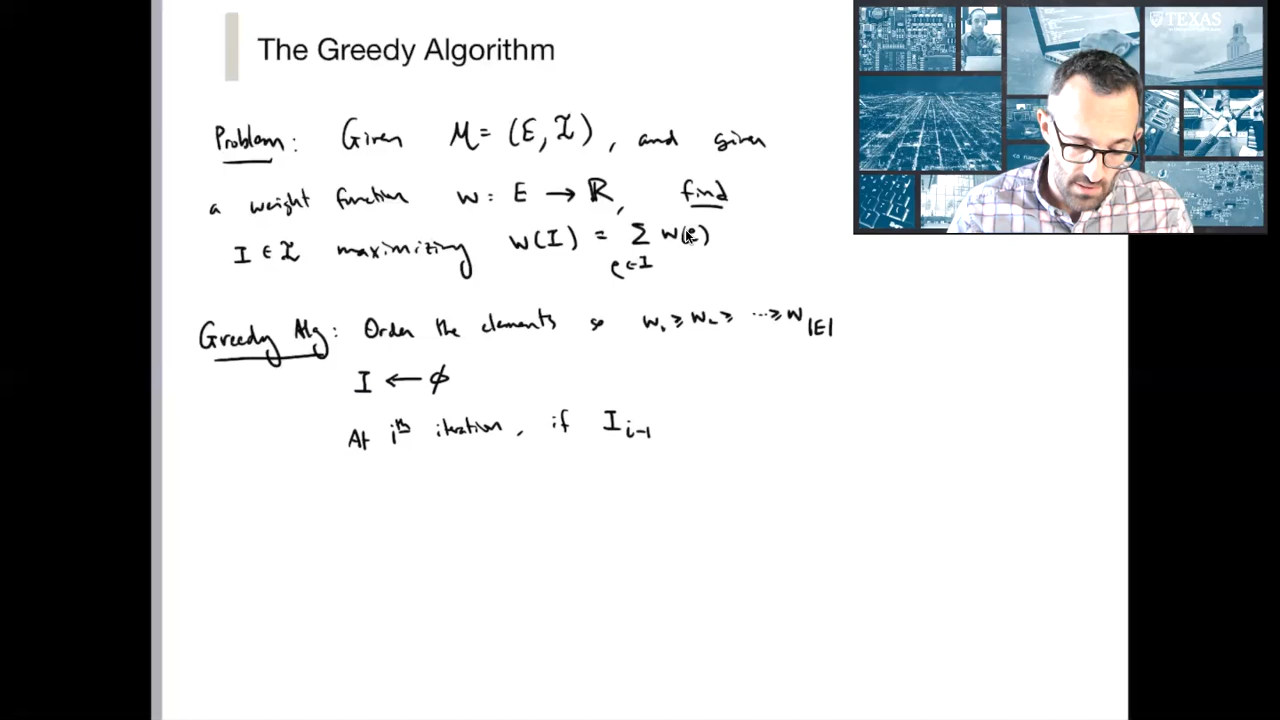 The Greedy Algorithm
TEXAS
Problem: Given M = (E, I), and given
a weight function w: E → ℝ, find
I ∈ I maximizing w(I) = Σ w(e)
e∈I
Greedy Alg: Order the elements so w₁ ≥ w₂ ≥ ... ≥ w|E|
I ← ϕ
At iᵗʰ iteration, if Iᵢ₋₁